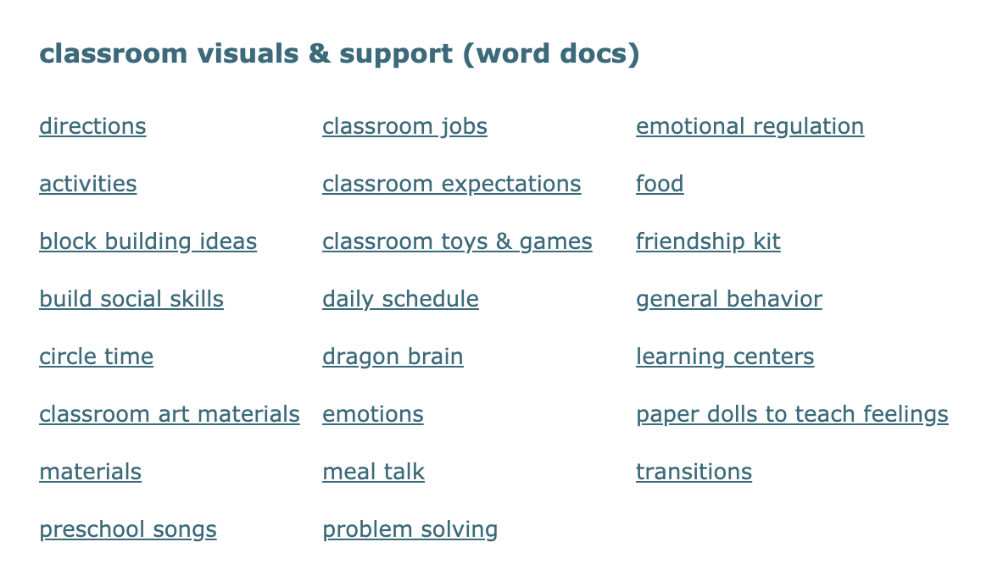 classroom visuals & support (word docs)
directions
activities
block building ideas
build social skills
circle time
classroom art materials
materials
preschool songs
classroom jobs
classroom expectations
classroom toys & games
daily schedule
dragon brain
emotions
meal talk
problem solving
emotional regulation
food
friendship kit
general behavior
learning centers
paper dolls to teach feelings
transitions